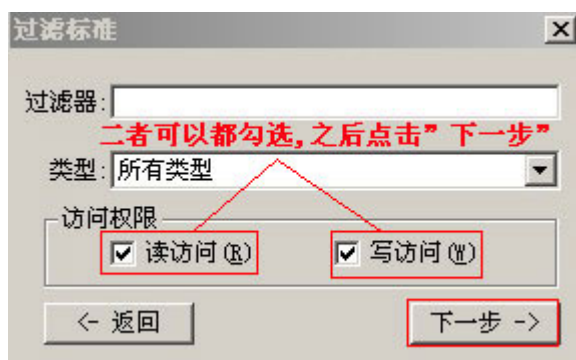 过滤标准
过滤器:
二者可以都勾选,之后点击”下一步”
类型: 所有类型
访问权限
读访问(R) 写访问(W)
<- 返回 下一步 ->